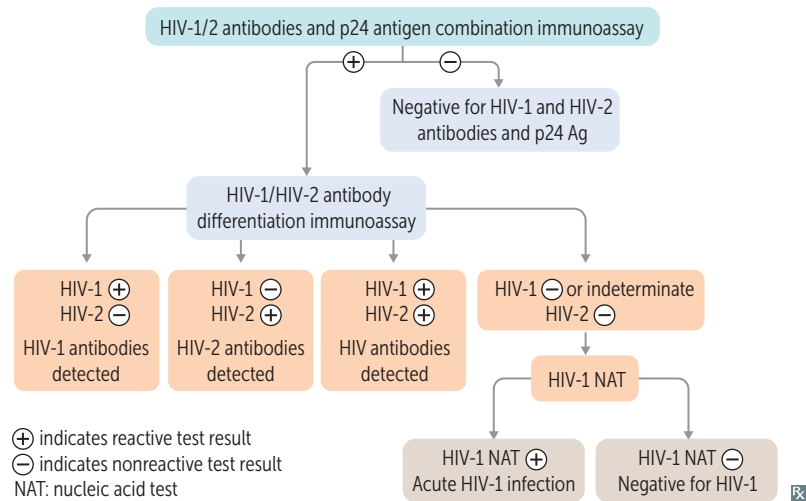 HIV-1/2 antibodies and p24 antigen combination immunoassay
⊕
⊖
Negative for HIV-1 and HIV-2
antibodies and p24 Ag
HIV-1/HIV-2 antibody
differentiation immunoassay
HIV-1 ⊕
HIV-2 ⊖
HIV-1 antibodies
detected
HIV-1 ⊖
HIV-2 ⊕
HIV-2 antibodies
detected
HIV-1 ⊕
HIV-2 ⊕
HIV antibodies
detected
HIV-1 ⊖ or indeterminate
HIV-2 ⊖
HIV-1 NAT
HIV-1 NAT ⊕
Acute HIV-1 infection
HIV-1 NAT ⊖
Negative for HIV-1
⊕ indicates reactive test result
⊖ indicates nonreactive test result
NAT: nucleic acid test
℞